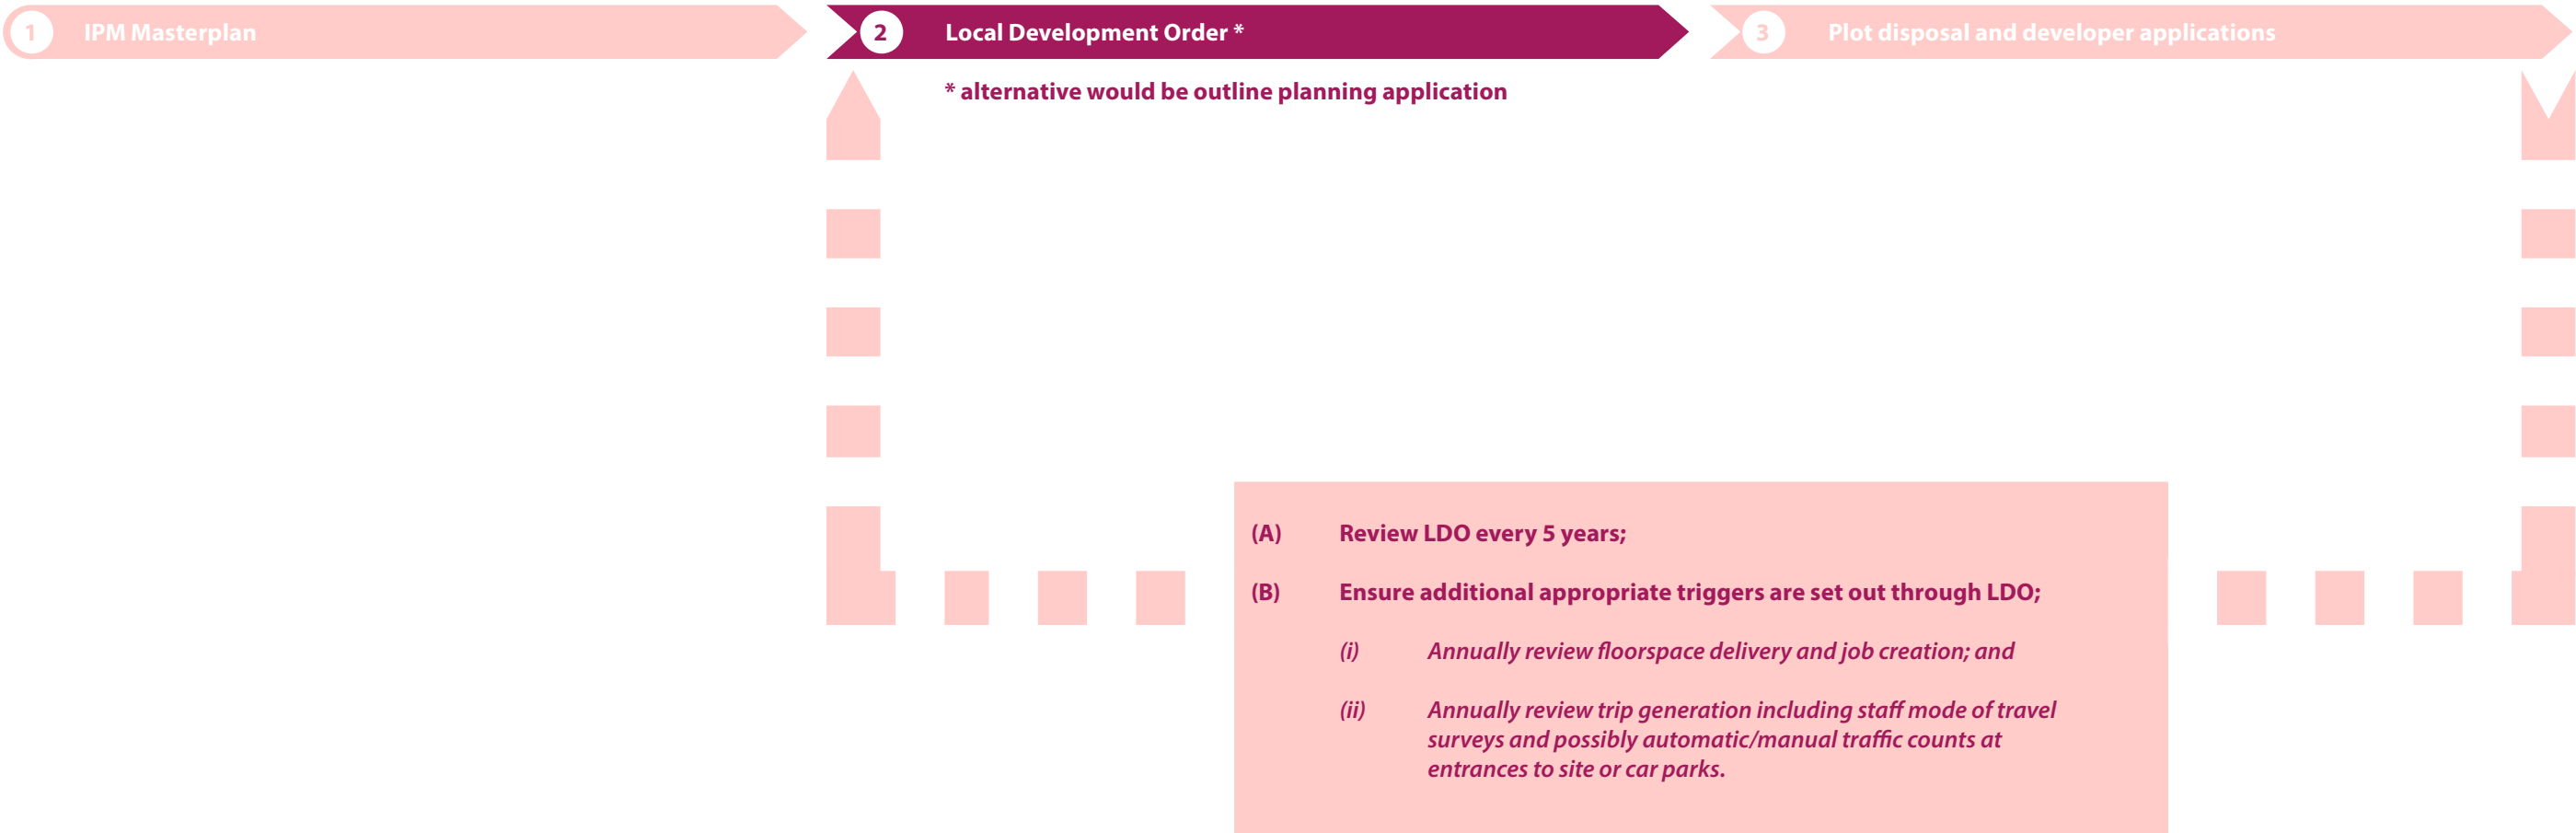 1 IPM Masterplan
2 Local Development Order *
3 Plot disposal and developer applications
* alternative would be outline planning application
(A) Review LDO every 5 years;
(B) Ensure additional appropriate triggers are set out through LDO;
(i) Annually review floorspace delivery and job creation; and
(ii) Annually review trip generation including staff mode of travel
surveys and possibly automatic/manual traffic counts at
entrances to site or car parks.